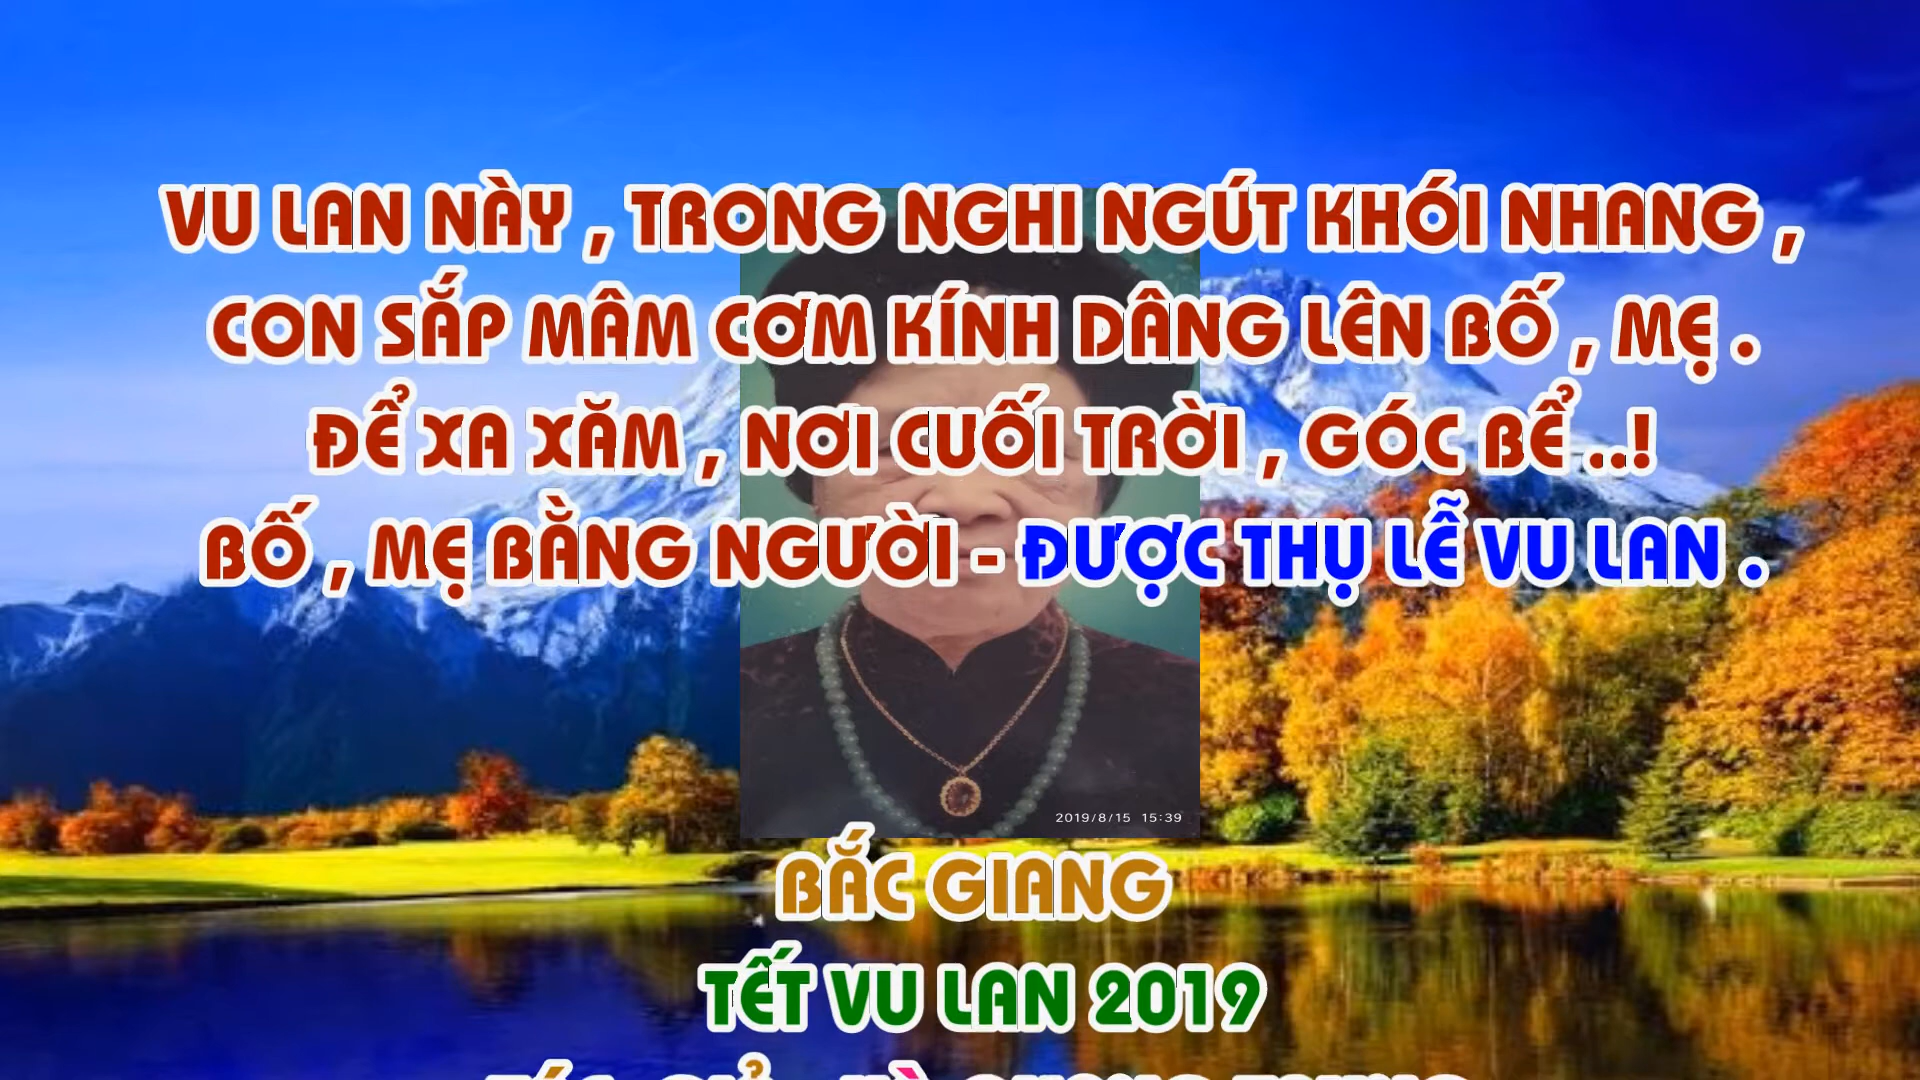 VU LAN NÀY , TRONG NGHI NGÚT KHÓI NHANG ,
CON SẮP MÂM CƠM KÍNH DÂNG LÊN BỐ , MẸ .
ĐỂ XA XĂM , NƠI CUỐI TRỜI , GÓC BỂ ..!
BỐ , MẸ BẰNG NGƯỜI - ĐƯỢC THỤ LỄ VU LAN .
2019/8/15 15:39
BẮC GIANG
TẾT VU LAN 2019